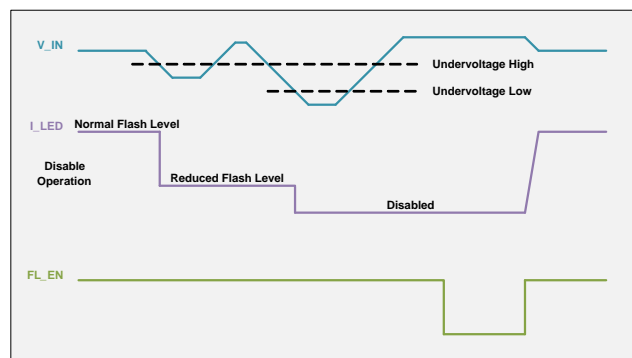 V_IN
Undervoltage High
Undervoltage Low
I_LED
Normal Flash Level
Disable
Operation
Reduced Flash Level
Disabled
FL_EN